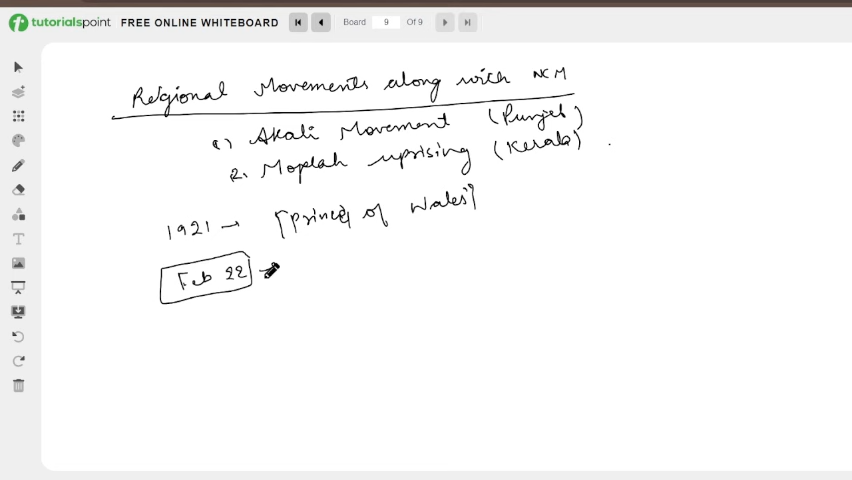 tutorialspoint FREE ONLINE WHITEBOARD Board 9 Of 9
Regional Movements along with NCM
1) Akali Movement (Punjab)
2. Moplah uprising (Kerala)
1921 → "Prince of Wales"
Feb 22 →